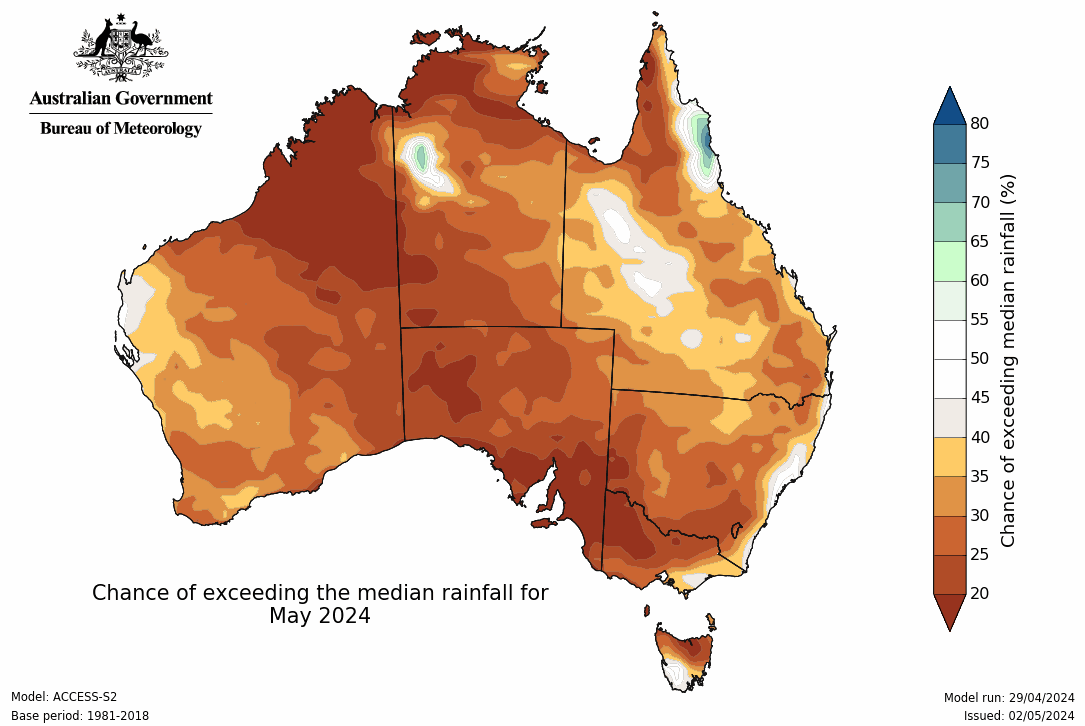 Australian Government
Bureau of Meteorology
80
75
70
65
60
55
50
45
40
35
30
25
20
Chance of exceeding median rainfall (%)
Chance of exceeding the median rainfall for
May 2024
Model: ACCESS-S2
Base period: 1981-2018
Model run: 29/04/2024
Issued: 02/05/2024